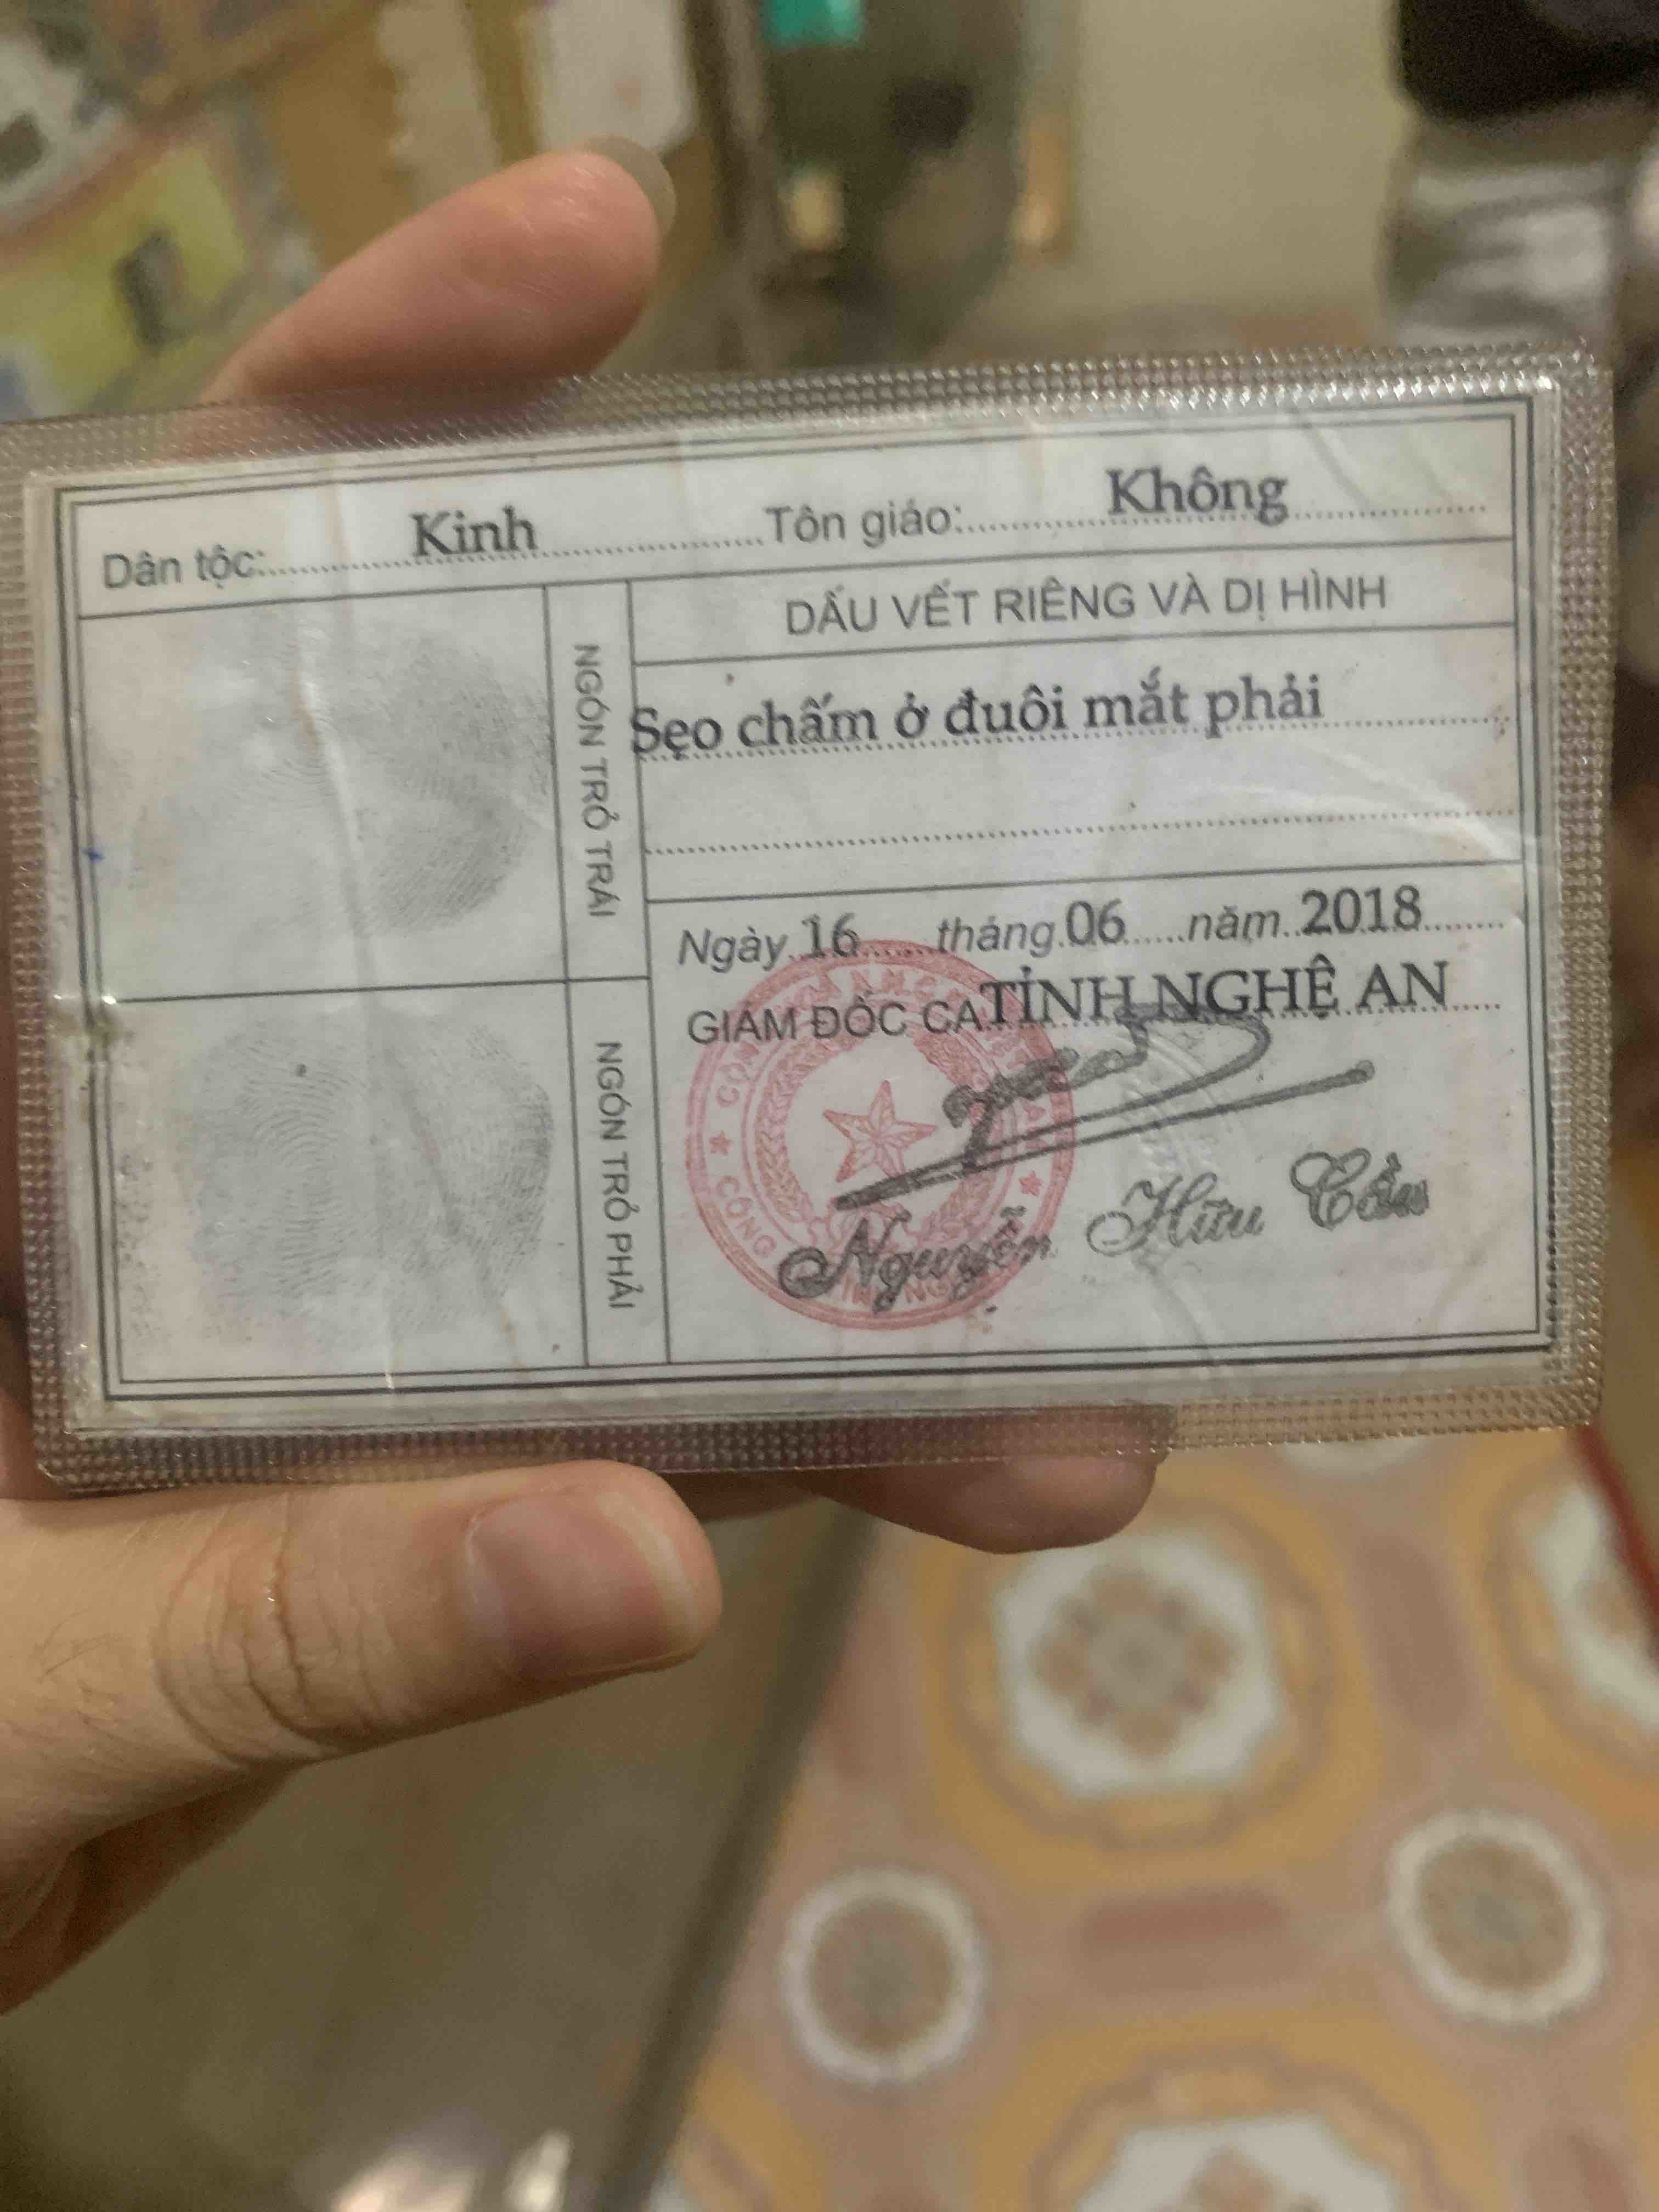 Dân tộc: Kinh Tôn giáo: Không
DẤU VẾT RIÊNG VÀ DỊ HÌNH
Sẹo chấm ở đuôi mắt phải
NGÓN TRỎ TRÁI
NGÓN TRỎ PHẢI
Ngày 16 tháng 06 năm 2018
GIÁM ĐỐC CA TỈNH NGHỆ AN
Nguyễn Hữu Cầu